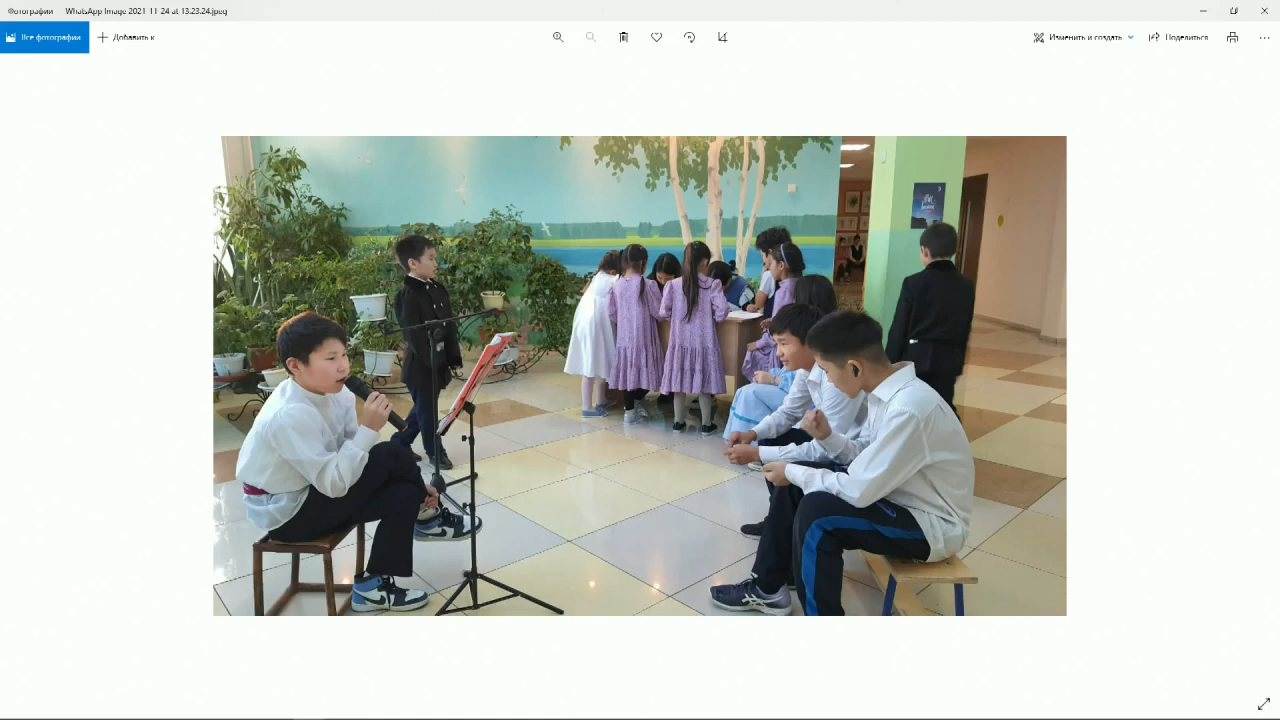 Фотографии WhatsApp Image 2021-11-24 at 13.23.24.jpeg
Все фотографии
Добавить к
Изменить и создать
Поделиться